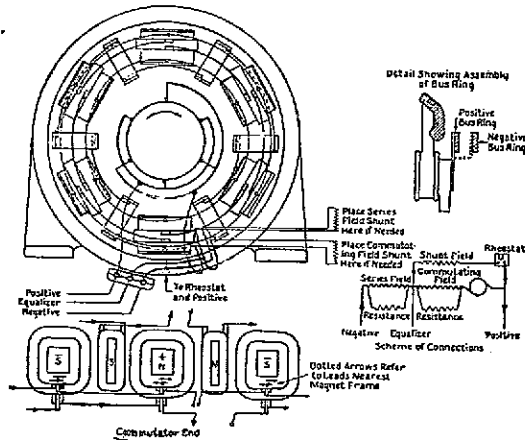 Detail Showing Assembly
of Bus Ring
Positive
Bus Ring
Negative
Bus Ring
Place Series
Field Shunt
Here if Needed
Place Commutat-
ing Field Shunt
Here if Needed
To Rheostat
and Positive
Positive
Equalizer
Negative
Rheostat
Shunt Field
Commutating
Field
Series Field
Resistance
Resistance
Negative
Equalizer
Positive
Scheme of Connections
S
N
S
Dotted Arrows Refer
to Leads Nearest
Magnet Frame
Commutator End